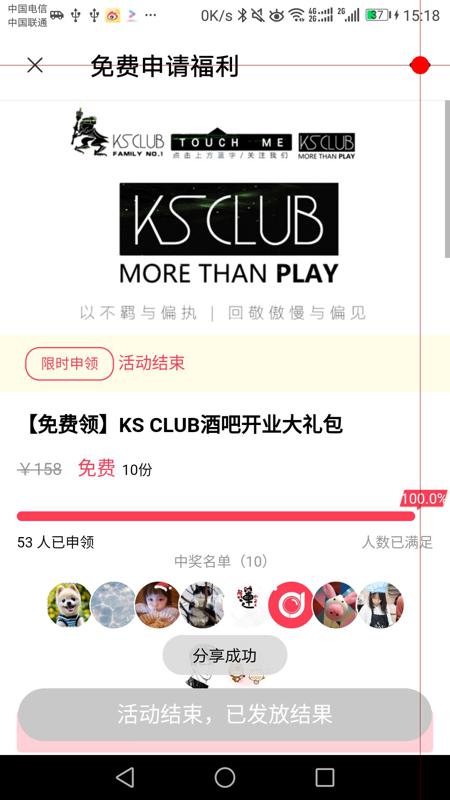 中国电信
中国联通
0K/s
4G
2G
2G
37
15:18
免费申请福利
KS CLUB
FAMILY NO.1
TOUCH ME
点击上方蓝字/关注我们
KS CLUB
MORE THAN PLAY
KS CLUB
MORE THAN PLAY
以不羁与偏执 | 回敬傲慢与偏见
限时申领 活动结束
【免费领】KS CLUB酒吧开业大礼包
￥158 免费 10份
100.0%
53 人已申领 人数已满足
中奖名单（10）
分享成功
活动结束，已发放结果